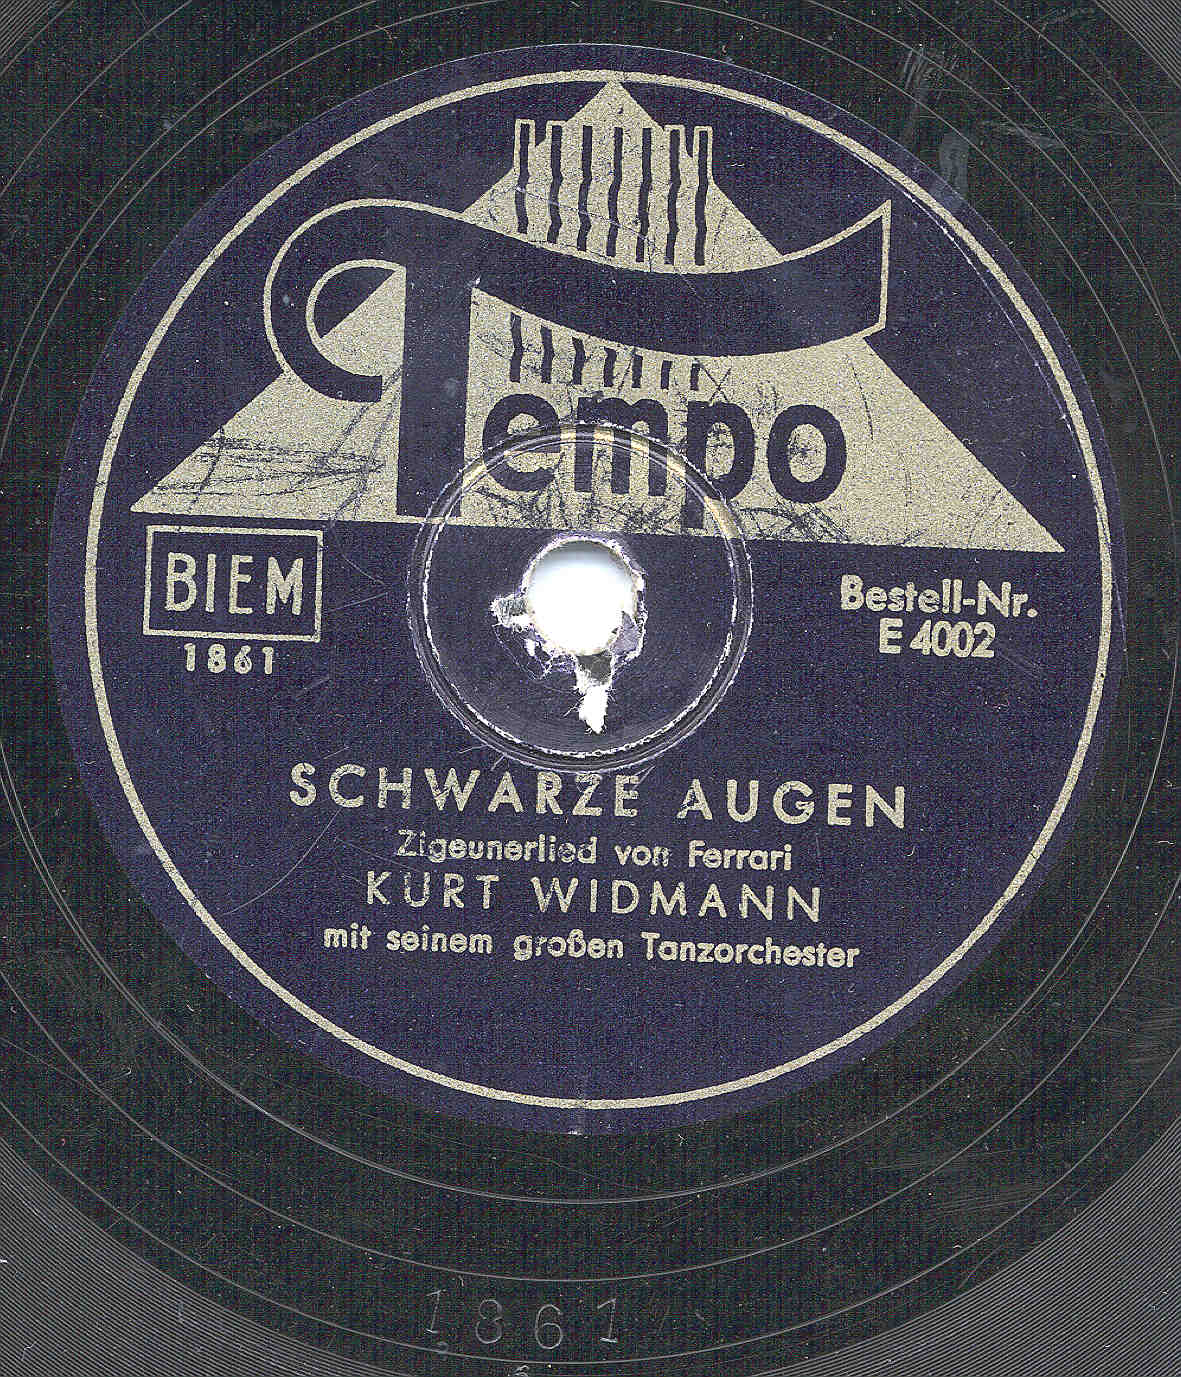 Tempo
BIEM
1861
Bestell-Nr.
E 4002
SCHWARZE AUGEN
Zigeunerlied von Ferrari
KURT WIDMANN
mit seinem großen Tanzorchester
1861